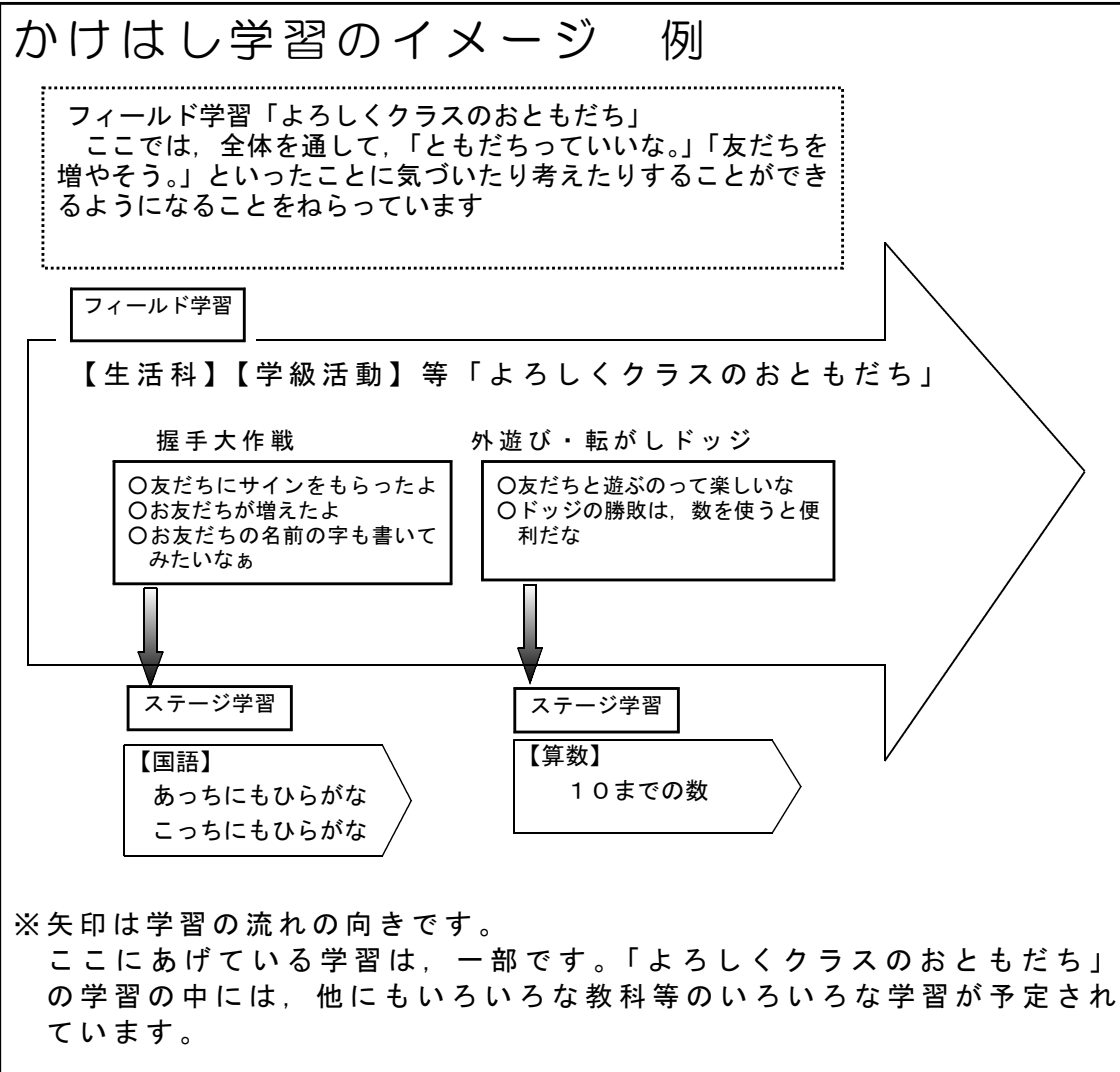 かけはし学習のイメージ　例
フィールド学習「よろしくクラスのおともだち」
ここでは，全体を通して，「ともだちっていいな。」「友だちを
増やそう。」といったことに気づいたり考えたりすることができ
るようになることをねらっています
フィールド学習
【生活科】【学級活動】等「よろしくクラスのおともだち」
握手大作戦
○友だちにサインをもらったよ
○お友だちが増えたよ
○お友だちの名前の字も書いて
みたいなぁ
外遊び・転がしドッジ
○友だちと遊ぶのって楽しいな
○ドッジの勝敗は，数を使うと便
利だな
ステージ学習
【国語】
あっちにもひらがな
こっちにもひらがな
ステージ学習
【算数】
１０までの数
※矢印は学習の流れの向きです。
ここにあげている学習は，一部です。「よろしくクラスのおともだち」
の学習の中には，他にもいろいろな教科等のいろいろな学習が予定され
ています。